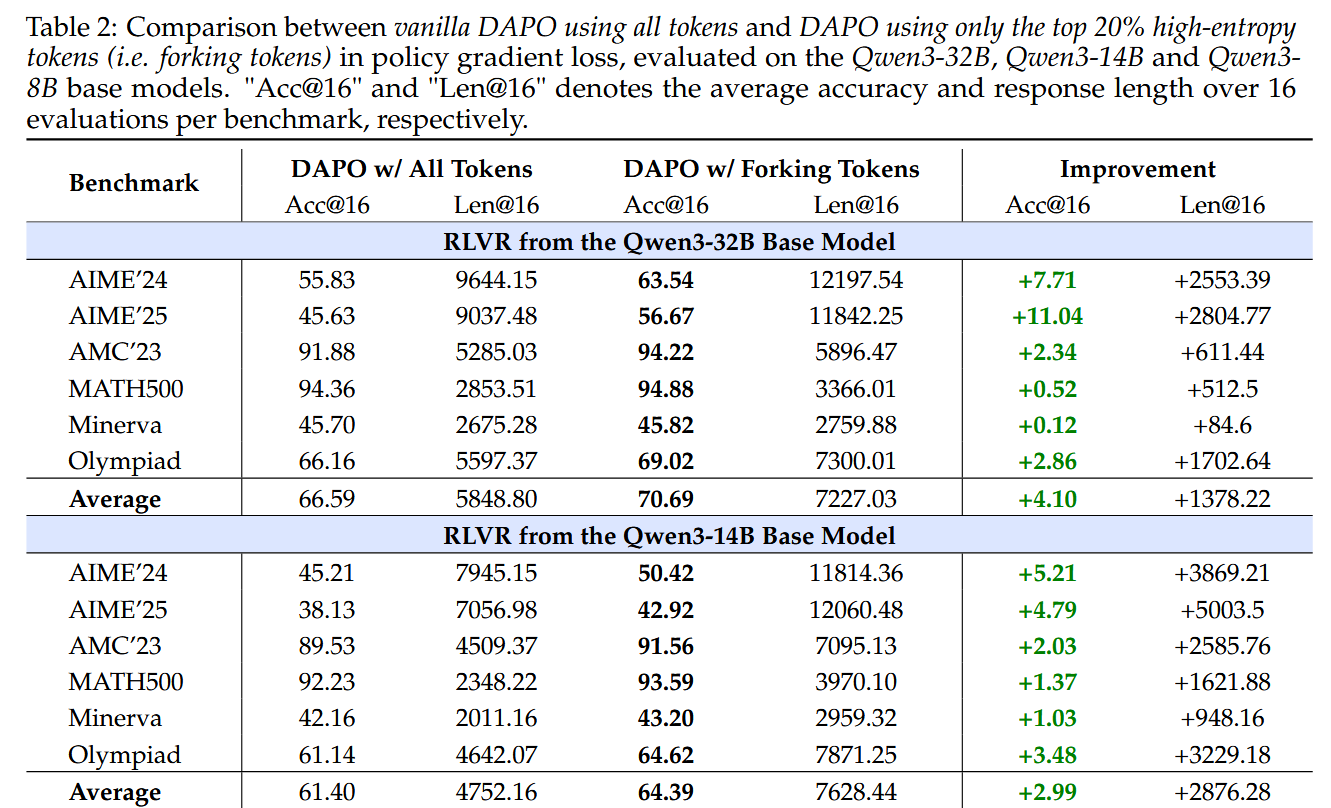 Table 2: Comparison between vanilla DAPO using all tokens and DAPO using only the top 20% high-entropy
tokens (i.e. forking tokens) in policy gradient loss, evaluated on the Qwen3-32B, Qwen3-14B and Qwen3-
8B base models. "Acc@16" and "Len@16" denotes the average accuracy and response length over 16
evaluations per benchmark, respectively.
Benchmark DAPO w/ All Tokens DAPO w/ Forking Tokens Improvement
Acc@16 Len@16 Acc@16 Len@16 Acc@16 Len@16
RLVR from the Qwen3-32B Base Model
AIME’24 55.83 9644.15 63.54 12197.54 +7.71 +2553.39
AIME’25 45.63 9037.48 56.67 11842.25 +11.04 +2804.77
AMC’23 91.88 5285.03 94.22 5896.47 +2.34 +611.44
MATH500 94.36 2853.51 94.88 3366.01 +0.52 +512.5
Minerva 45.70 2675.28 45.82 2759.88 +0.12 +84.6
Olympiad 66.16 5597.37 69.02 7300.01 +2.86 +1702.64
Average 66.59 5848.80 70.69 7227.03 +4.10 +1378.22
RLVR from the Qwen3-14B Base Model
AIME’24 45.21 7945.15 50.42 11814.36 +5.21 +3869.21
AIME’25 38.13 7056.98 42.92 12060.48 +4.79 +5003.5
AMC’23 89.53 4509.37 91.56 7095.13 +2.03 +2585.76
MATH500 92.23 2348.22 93.59 3970.10 +1.37 +1621.88
Minerva 42.16 2011.16 43.20 2959.32 +1.03 +948.16
Olympiad 61.14 4642.07 64.62 7871.25 +3.48 +3229.18
Average 61.40 4752.16 64.39 7628.44 +2.99 +2876.28